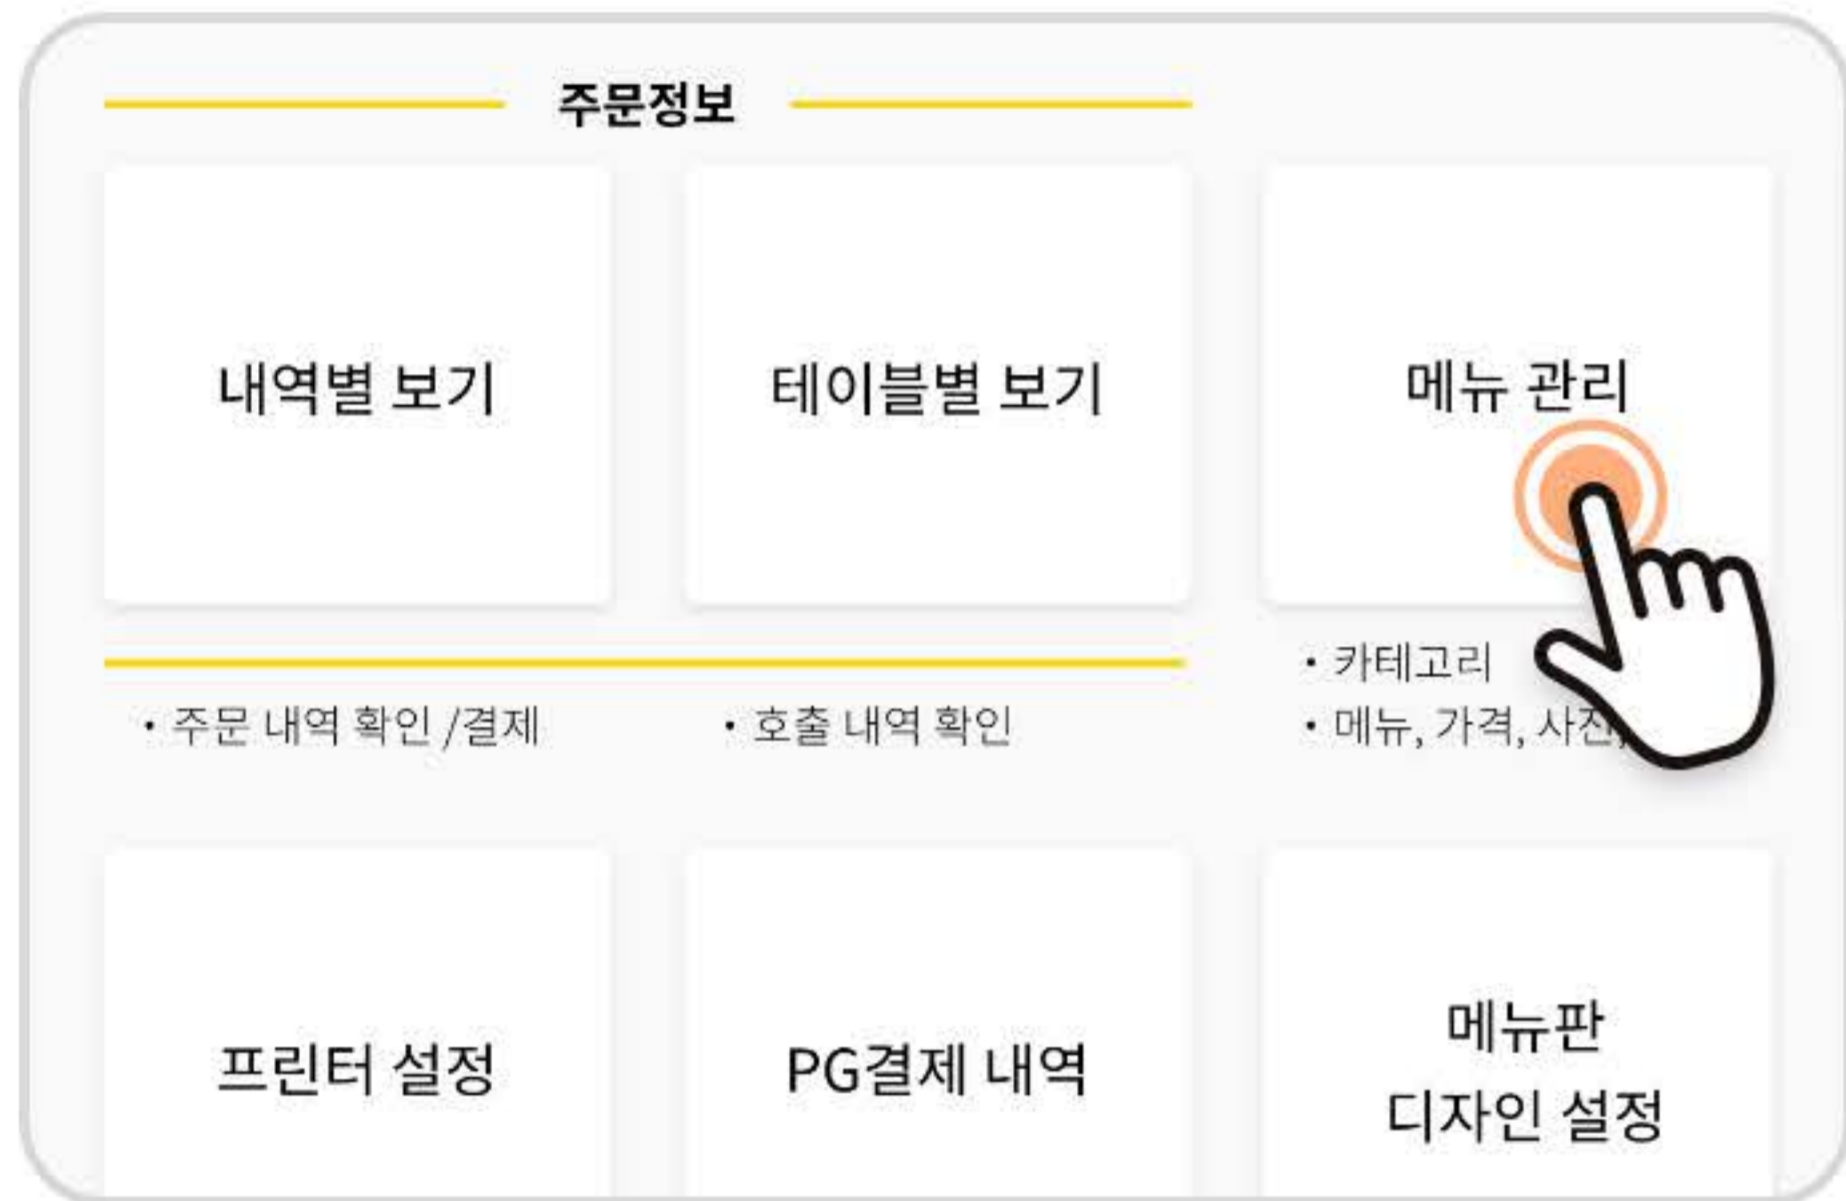 주문정보
내역별 보기
테이블별 보기
메뉴 관리
• 카테고리
• 주문 내역 확인 /결제
• 호출 내역 확인
• 메뉴, 가격, 사진,
프린터 설정
PG결제 내역
메뉴판
디자인 설정